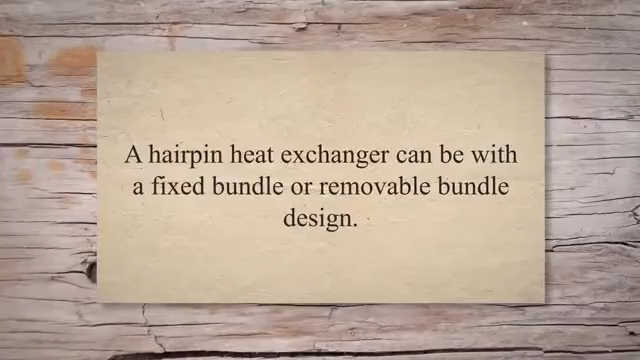 A hairpin heat exchanger can be with
a fixed bundle or removable bundle
design.